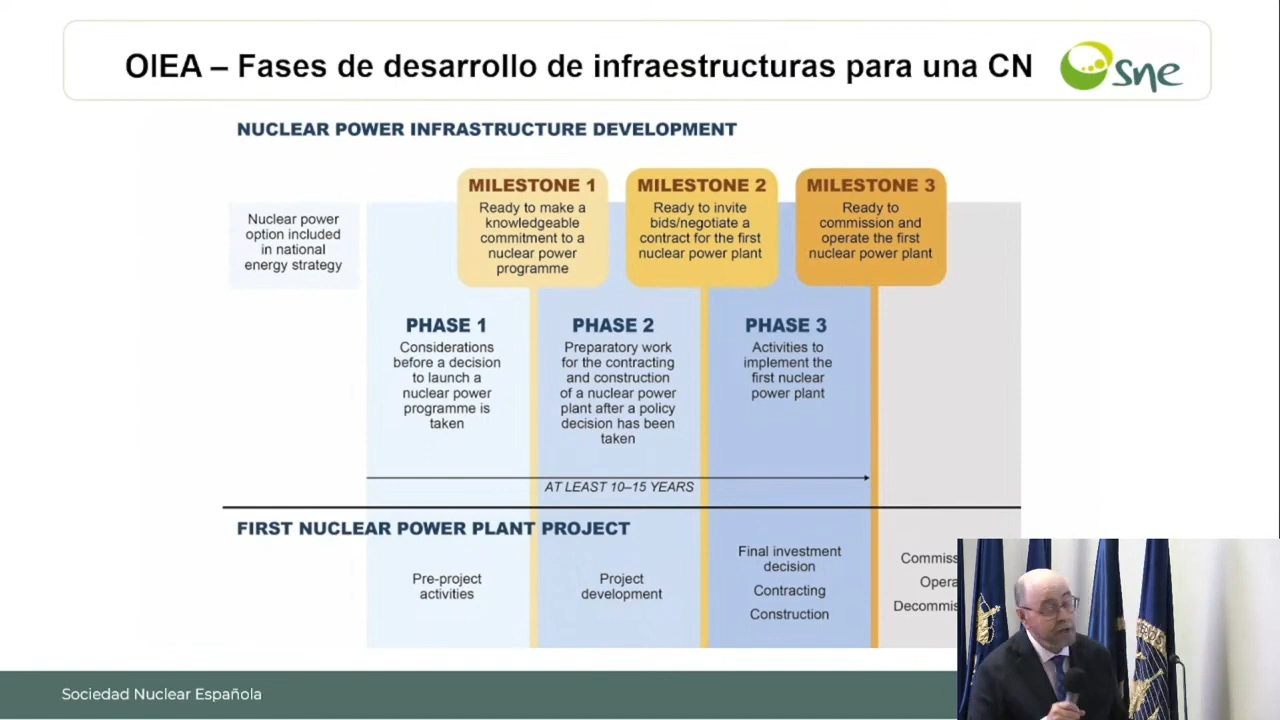 OIEA – Fases de desarrollo de infraestructuras para una CN
sne
NUCLEAR POWER INFRASTRUCTURE DEVELOPMENT
Nuclear power
option included
in national
energy strategy
MILESTONE 1
Ready to make a
knowledgeable
commitment to a
nuclear power
programme
MILESTONE 2
Ready to invite
bids/negotiate a
contract for the first
nuclear power plant
MILESTONE 3
Ready to
commission and
operate the first
nuclear power plant
PHASE 1
Considerations
before a decision
to launch a
nuclear power
programme is
taken
PHASE 2
Preparatory work
for the contracting
and construction
of a nuclear power
plant after a policy
decision has been
taken
PHASE 3
Activities to
implement the
first nuclear
power plant
AT LEAST 10–15 YEARS
FIRST NUCLEAR POWER PLANT PROJECT
Pre-project
activities
Project
development
Final investment
decision
Contracting
Construction
Commiss
Opera
Decommis
Sociedad Nuclear Española